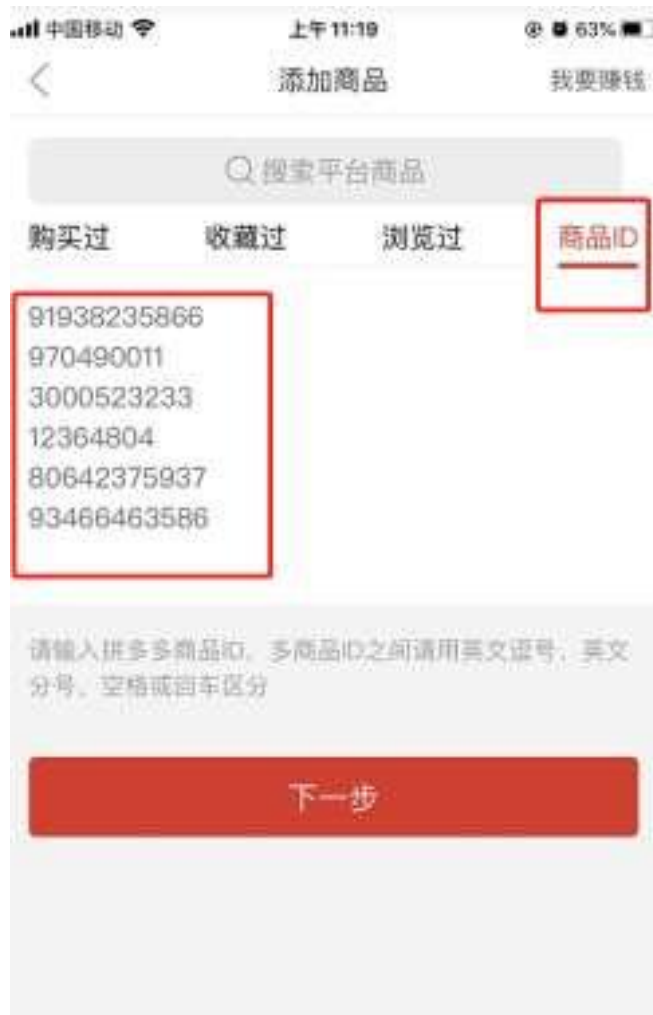 中国移动 上午 11:19 63%
添加商品 我要赚钱
搜索平台商品
购买过 收藏过 浏览过 商品ID
91938235866
970490011
3000523233
12364804
80642375937
93466463586
请输入拼多多商品ID，多商品ID之间请用英文逗号、英文
分号、空格或回车区分
下一步